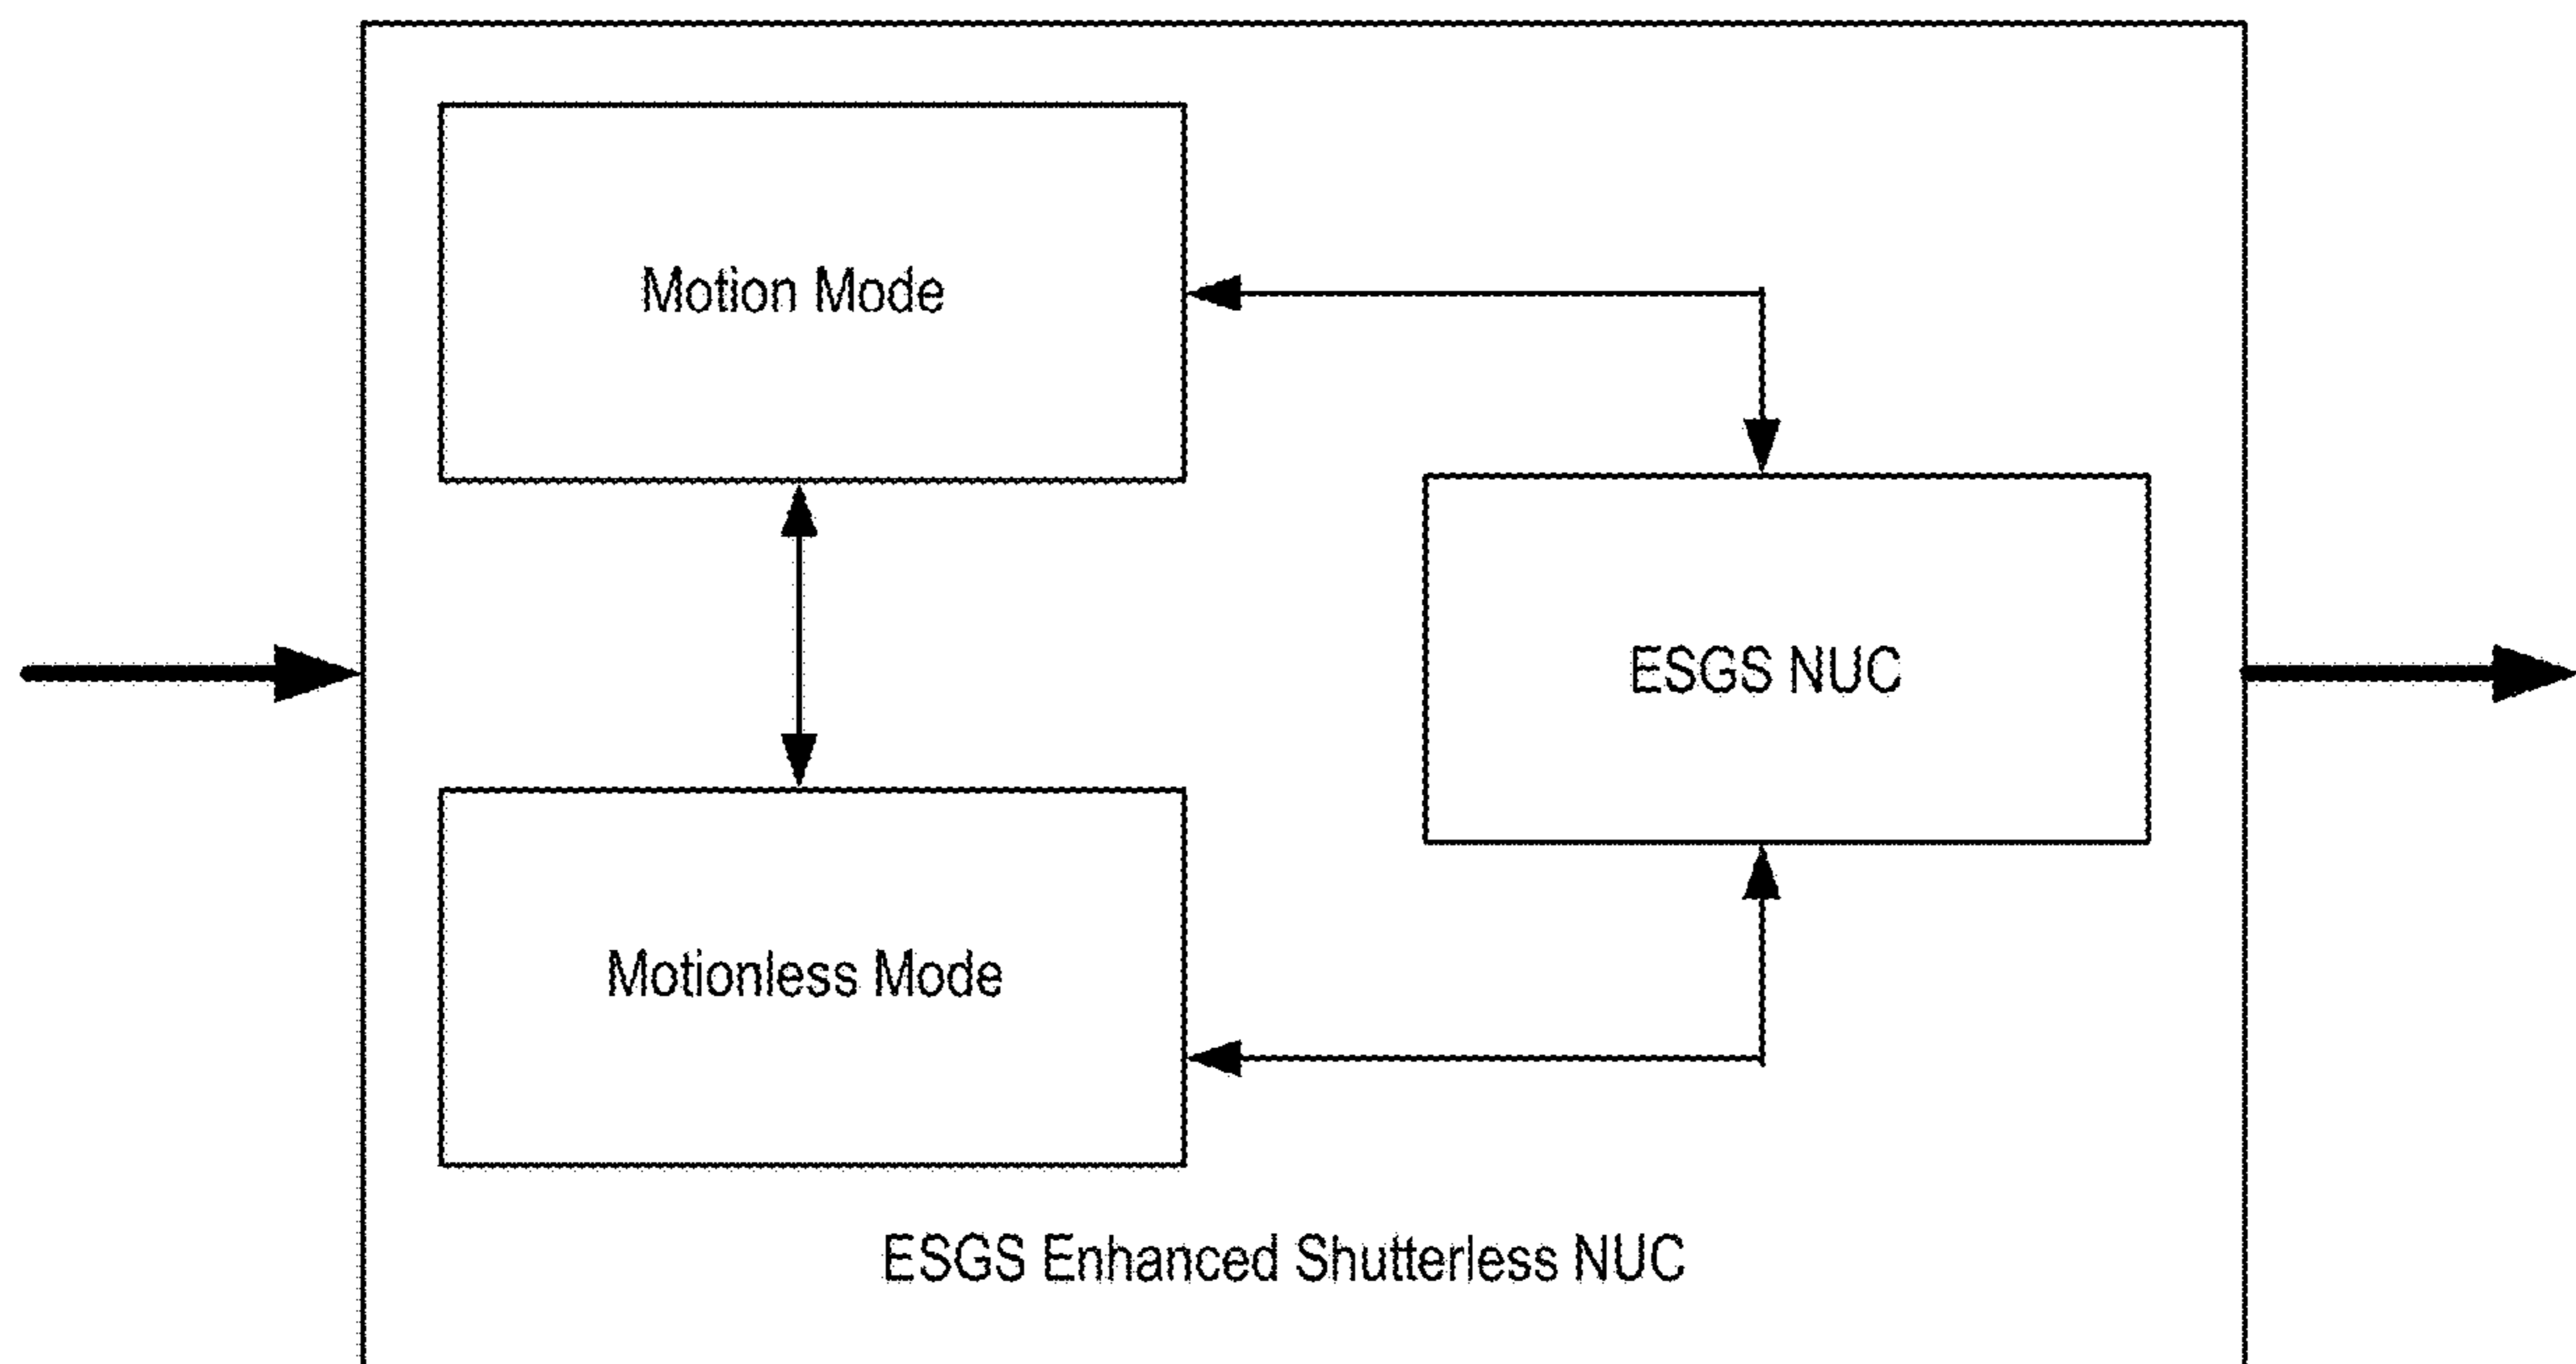 Motion Mode
ESGS NUC
Motionless Mode
ESGS Enhanced Shutterless NUC